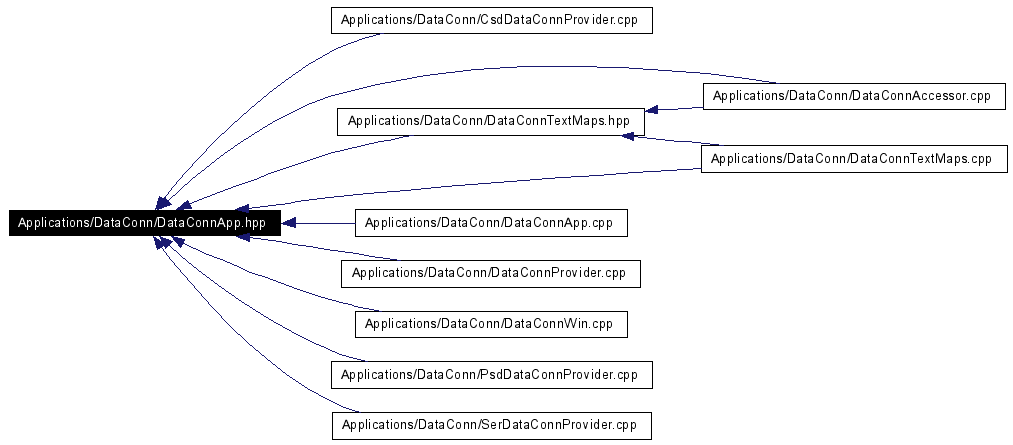 Applications/DataConn/CsdDataConnProvider.cpp
Applications/DataConn/DataConnAccessor.cpp
Applications/DataConn/DataConnTextMaps.hpp
Applications/DataConn/DataConnTextMaps.cpp
Applications/DataConn/DataConnApp.hpp
Applications/DataConn/DataConnApp.cpp
Applications/DataConn/DataConnProvider.cpp
Applications/DataConn/DataConnWin.cpp
Applications/DataConn/PsdDataConnProvider.cpp
Applications/DataConn/SerDataConnProvider.cpp